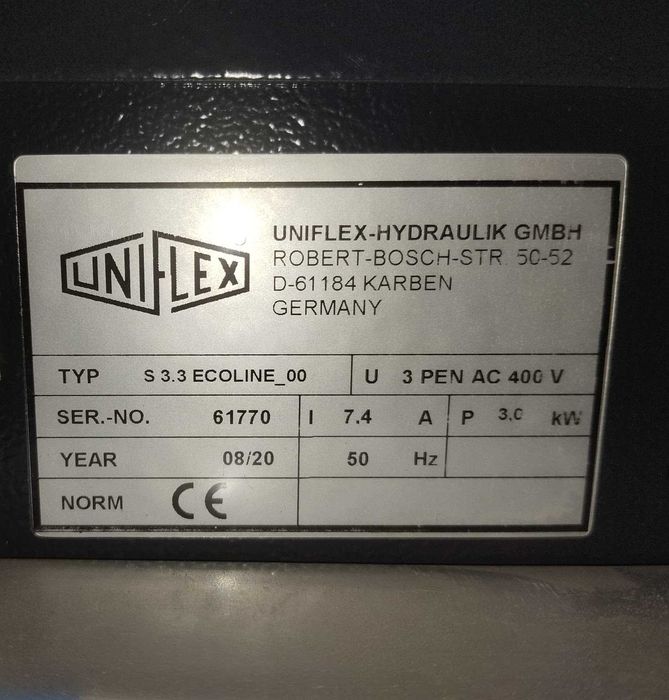 UNIFLEX
UNIFLEX-HYDRAULIK GMBH
ROBERT-BOSCH-STR. 50-52
D-61184 KARBEN
GERMANY
TYP S 3.3 ECOLINE_00 U 3 PEN AC 400 V
SER.-NO. 61770 I 7,4 A P 3,0 kW
YEAR 08/20 50 Hz
NORM CE